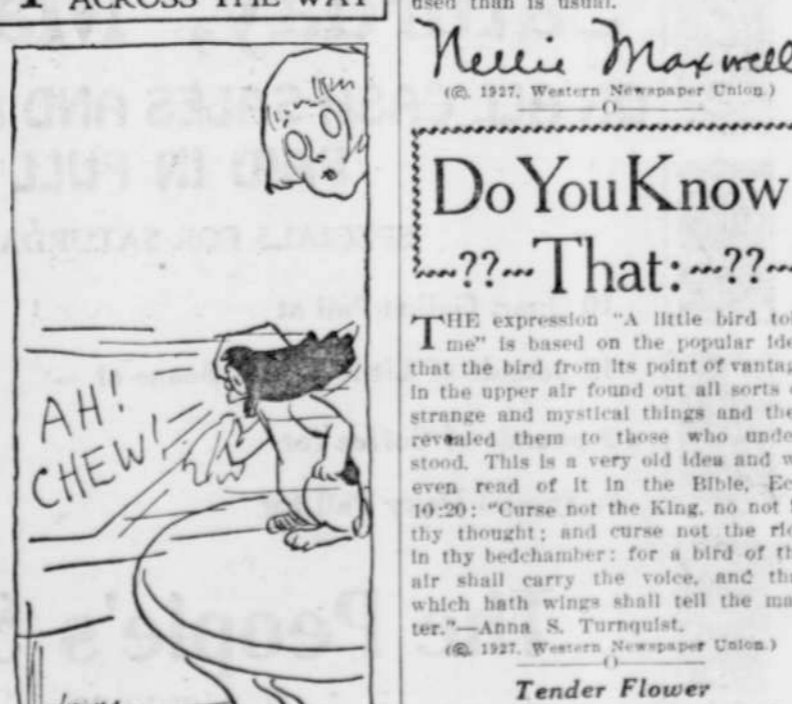 ACROSS THE WAY
AH!
CHEW!
used than is usual.
Nellie Maxwell
(©, 1927, Western Newspaper Union.)
Do You Know
That:
??
??
THE expression "A little bird tol
me" is based on the popular ide
that the bird from its point of vantag
in the upper air found out all sorts o
strange and mystical things and the
revealed them to those who unde
stood. This is a very old idea and w
even read of it in the Bible, Ec
10:20: "Curse not the King, no not i
thy thought; and curse not the ric
in thy bedchamber: for a bird of th
air shall carry the voice, and tha
which hath wings shall tell the ma
ter."—Anna S. Turnquist.
(©, 1927, Western Newspaper Union.)
Tender Flower